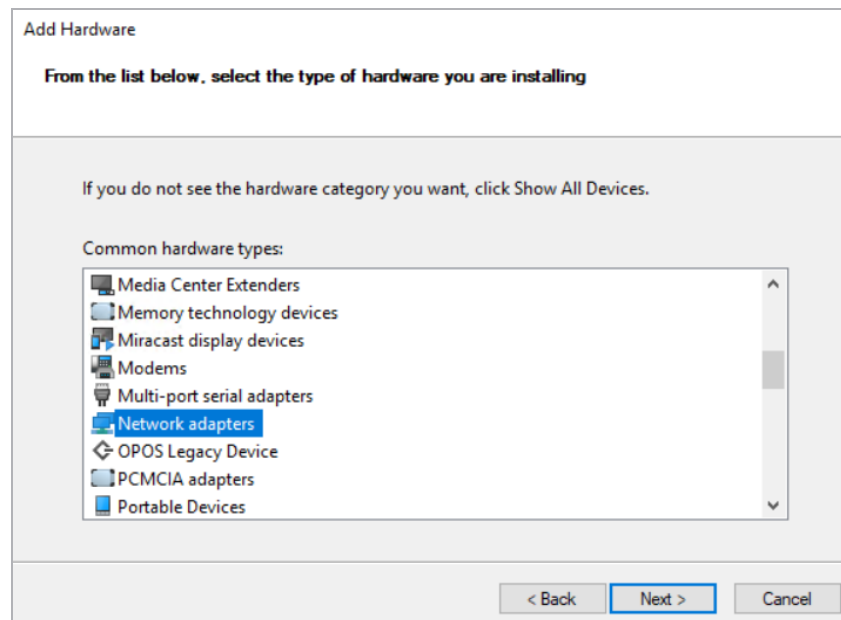 Add Hardware
From the list below, select the type of hardware you are installing
If you do not see the hardware category you want, click Show All Devices.
Common hardware types:
Media Center Extenders
Memory technology devices
Miracast display devices
Modems
Multi-port serial adapters
Network adapters
OPOS Legacy Device
PCMCIA adapters
Portable Devices
< Back Next > Cancel